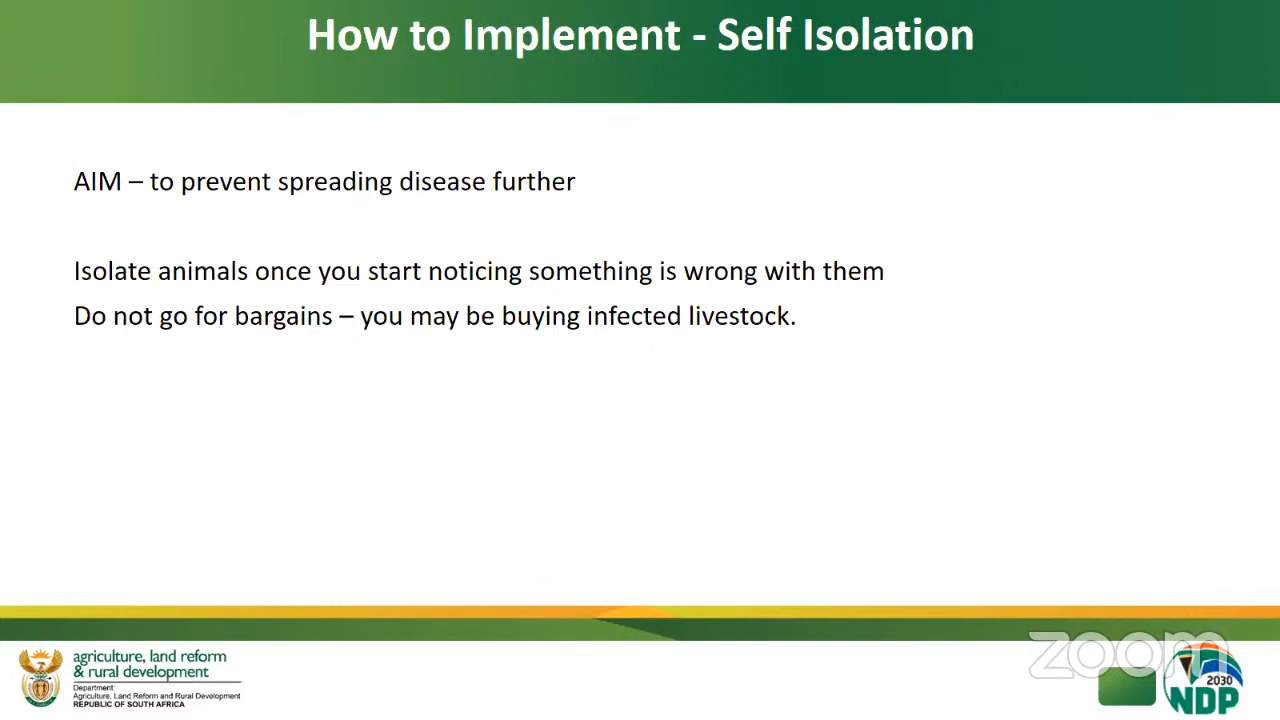 How to Implement - Self Isolation
AIM – to prevent spreading disease further
Isolate animals once you start noticing something is wrong with them
Do not go for bargains – you may be buying infected livestock.
agriculture, land reform
& rural development
Department:
Agriculture, Land Reform and Rural Development
REPUBLIC OF SOUTH AFRICA
zoom
2030
NDP